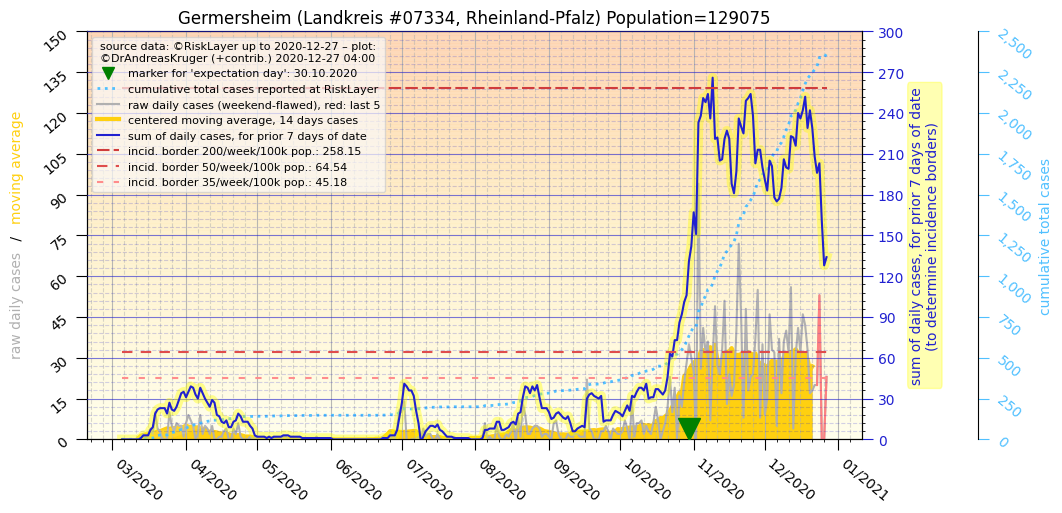 Germersheim (Landkreis #07334, Rheinland-Pfalz) Population=129075
source data: ©RiskLayer up to 2020-12-27 – plot:
©DrAndreasKruger (+contrib.) 2020-12-27 04:00
marker for 'expectation day': 30.10.2020
cumulative total cases reported at RiskLayer
raw daily cases (weekend-flawed), red: last 5
centered moving average, 14 days cases
sum of daily cases, for prior 7 days of date
incid. border 200/week/100k pop.: 258.15
incid. border 50/week/100k pop.: 64.54
incid. border 35/week/100k pop.: 45.18
raw daily cases / moving average
150
135
120
105
90
75
60
45
30
15
0
03/2020
04/2020
05/2020
06/2020
07/2020
08/2020
09/2020
10/2020
11/2020
12/2020
01/2021
300
270
240
210
180
150
120
90
60
30
0
sum of daily cases, for prior 7 days of date
(to determine incidence borders)
2,500
2,250
2,000
1,750
1,500
1,250
1,000
750
500
250
0
cumulative total cases